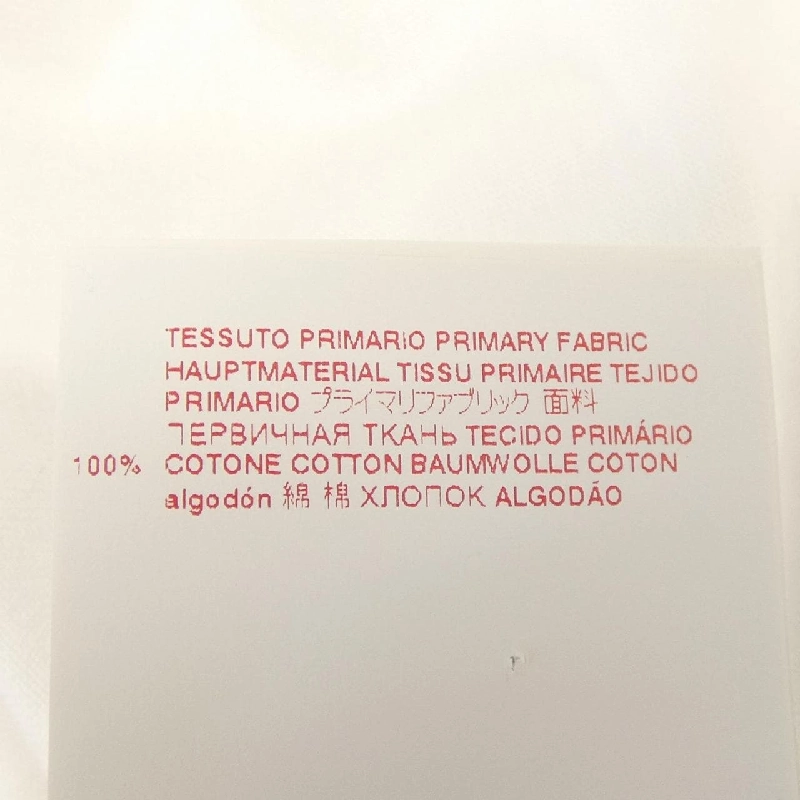 TESSUTO PRIMARIO PRIMARY FABRIC
HAUPTMATERIAL TISSU PRIMAIRE TEJIDO
PRIMARIO プライマリファブリック 面料
ПЕРВИЧНАЯ ТКАНЬ TECIDO PRIMÁRIO
100% COTONE COTTON BAUMWOLLE COTON
algodón 綿 棉 ХЛОПОК ALGODÃO